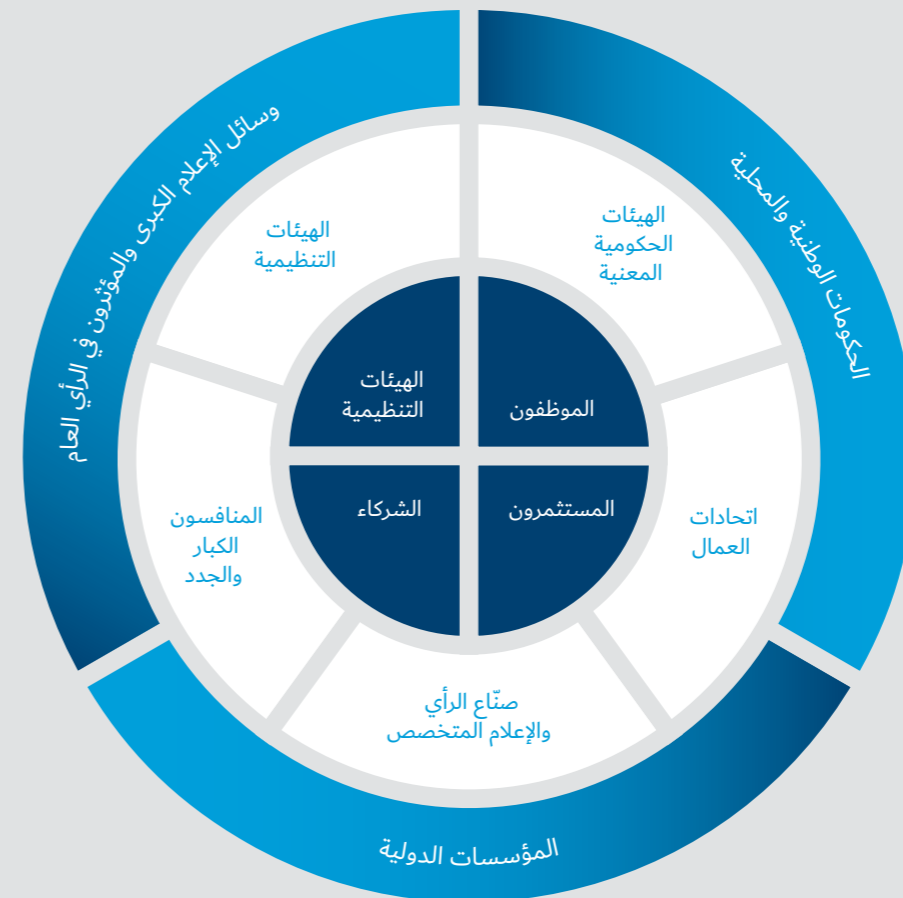 وسائل الإعلام الكبرى والمؤثرون في الرأي العام
الحكومات الوطنية والمحلية
المؤسسات الدولية
الهيئات
الحكومية
المعنية
الهيئات
التنظيمية
اتحادات
العمال
المنافسون
الكبار
والجدد
صنّاع الرأي
والإعلام المتخصص
الموظفون
الهيئات
التنظيمية
المستثمرون
الشركاء